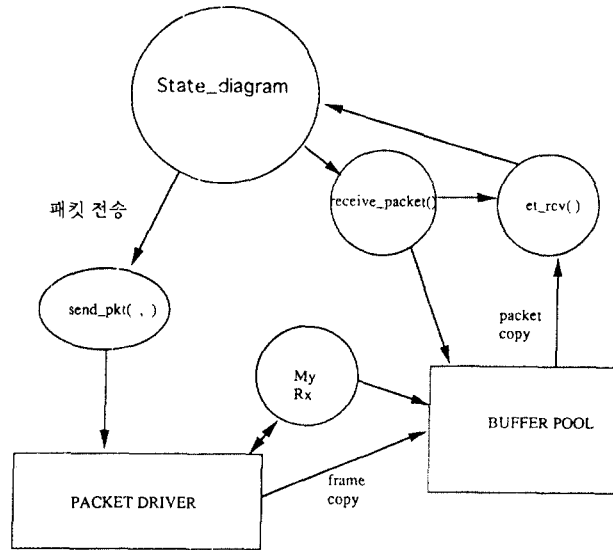 State_diagram
패킷 전송
receive_packet()
et_rcv( )
send_pkt( , )
packet
copy
My
Rx
BUFFER POOL
PACKET DRIVER
frame
copy